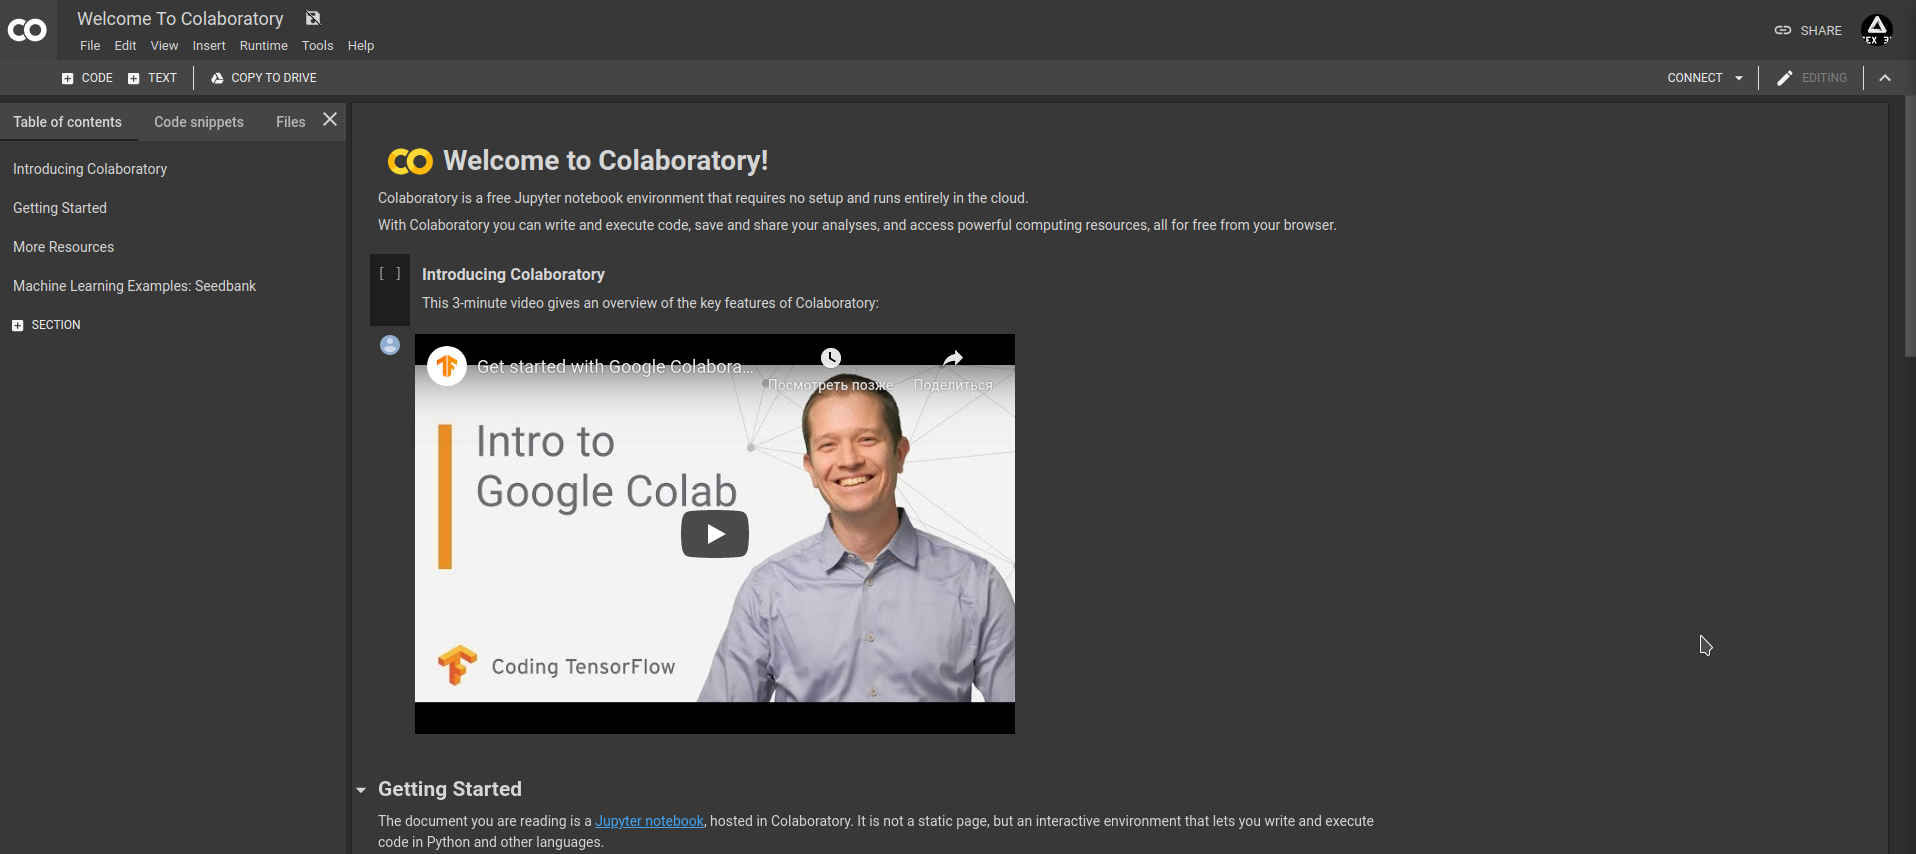 Welcome To Colaboratory
File Edit View Insert Runtime Tools Help
SHARE
CODE TEXT COPY TO DRIVE
CONNECT EDITING
Table of contents Code snippets Files
Introducing Colaboratory
Getting Started
More Resources
Machine Learning Examples: Seedbank
SECTION
CO Welcome to Colaboratory!
Colaboratory is a free Jupyter notebook environment that requires no setup and runs entirely in the cloud.
With Colaboratory you can write and execute code, save and share your analyses, and access powerful computing resources, all for free from your browser.
[ ] Introducing Colaboratory
This 3-minute video gives an overview of the key features of Colaboratory:
Get started with Google Colabora...
Посмотреть позже Поделиться
Intro to
Google Colab
Coding TensorFlow
Getting Started
The document you are reading is a Jupyter notebook, hosted in Colaboratory. It is not a static page, but an interactive environment that lets you write and execute
code in Python and other languages.